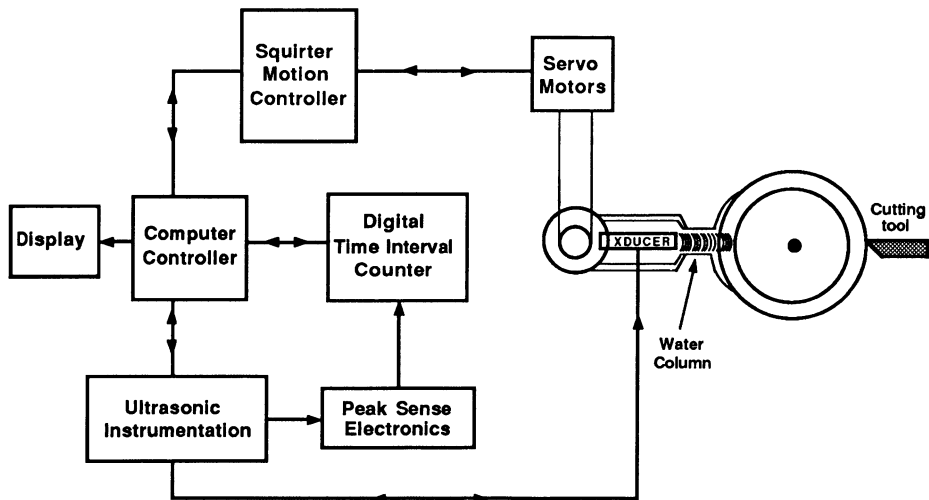 Squirter
Motion
Controller
Servo
Motors
Display
Computer
Controller
Digital
Time Interval
Counter
XDUCER
Cutting
tool
Water
Column
Ultrasonic
Instrumentation
Peak Sense
Electronics